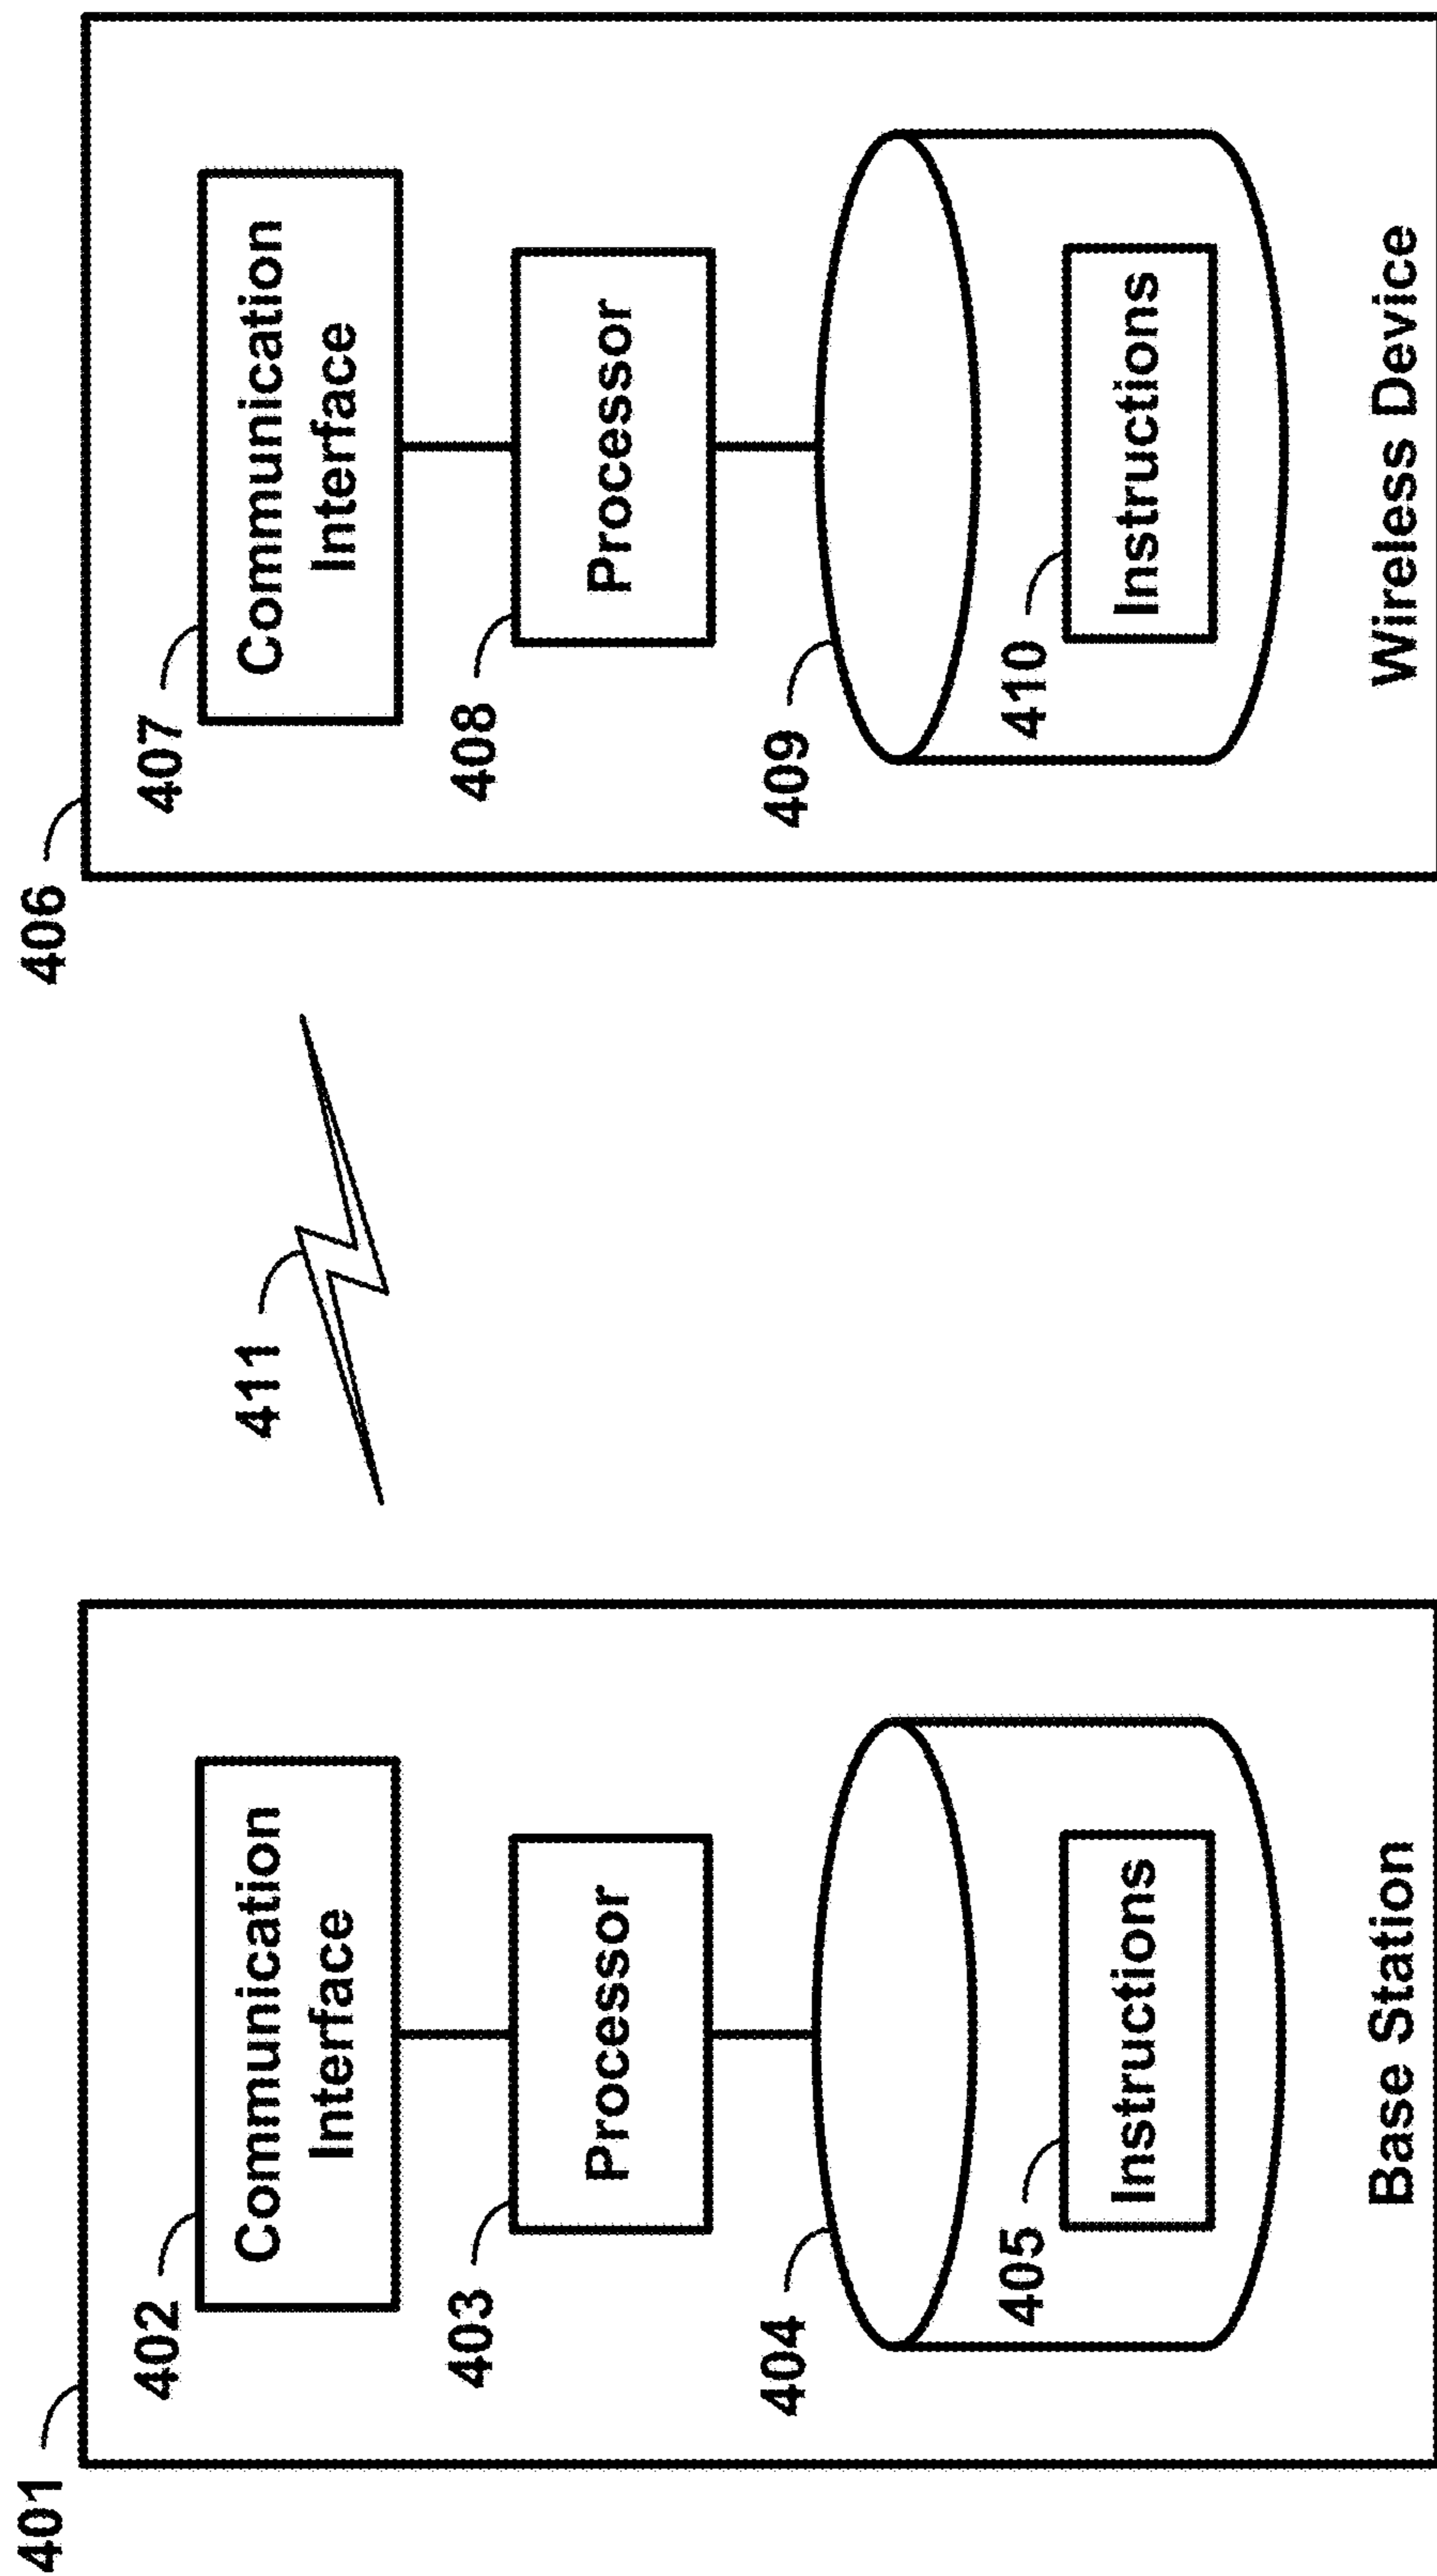 401
402
Communication
Interface
403
Processor
404
405
Instructions
Base Station
411
406
407
Communication
Interface
408
Processor
409
410
Instructions
Wireless Device